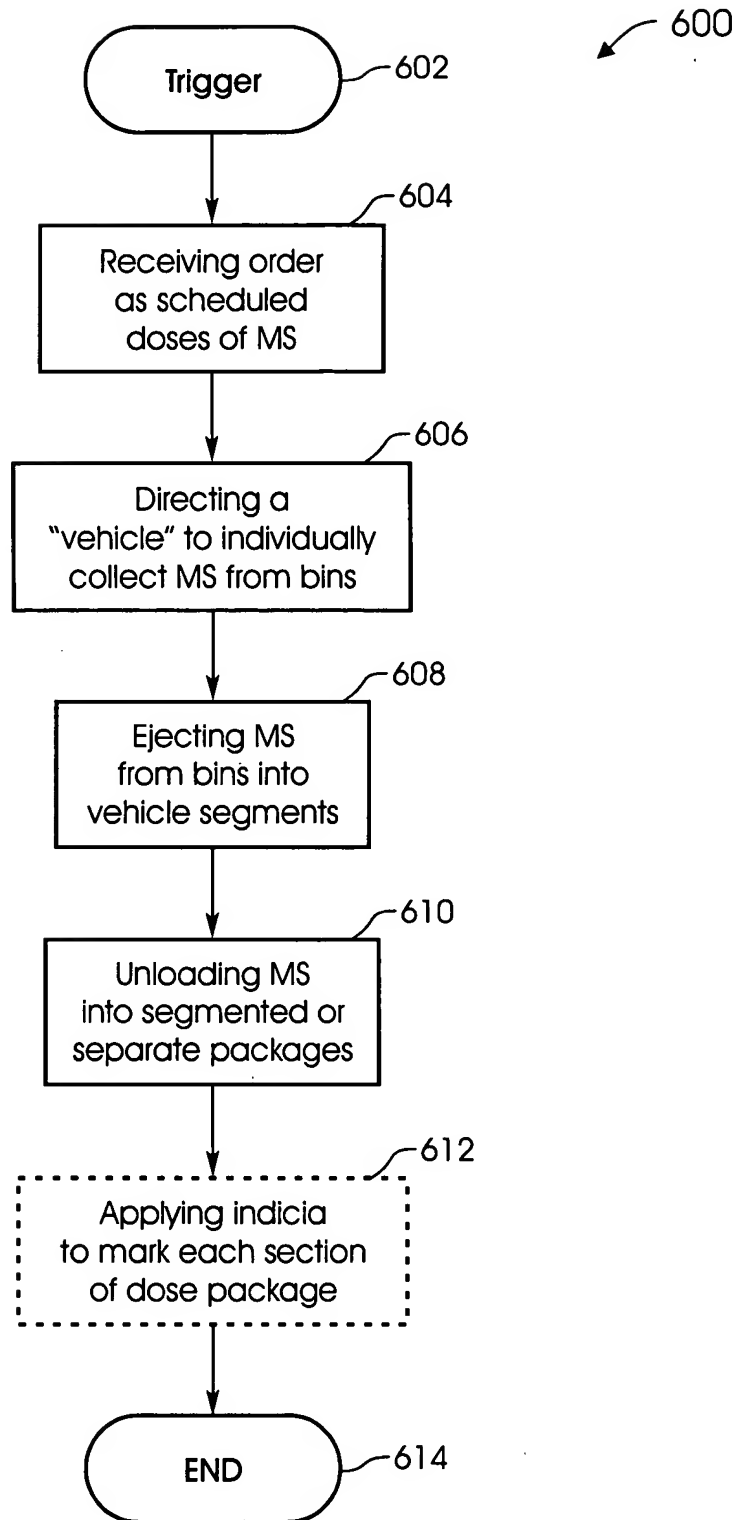 600
Trigger
602
604
Receiving order
as scheduled
doses of MS
606
Directing a
"vehicle" to individually
collect MS from bins
608
Ejecting MS
from bins into
vehicle segments
610
Unloading MS
into segmented or
separate packages
612
Applying indicia
to mark each section
of dose package
END
614